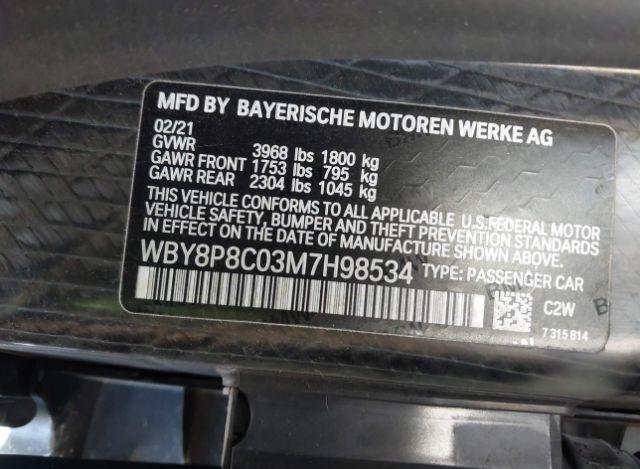 MFD BY BAYERISCHE MOTOREN WERKE AG
02/21
GVWR 3968 lbs 1800 kg
GAWR FRONT 1753 lbs 795 kg
GAWR REAR 2304 lbs 1045 kg
THIS VEHICLE CONFORMS TO ALL APPLICABLE U.S.FEDERAL MOTOR
VEHICLE SAFETY, BUMPER AND THEFT PREVENTION STANDARDS
IN EFFECT ON THE DATE OF MANUFACTURE SHOWN ABOVE.
WBY8P8C03M7H98534 TYPE: PASSENGER CAR
C2W
7 315 814